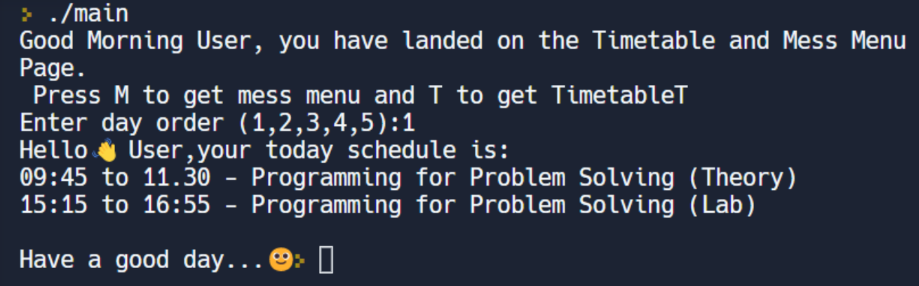 > ./main
Good Morning User, you have landed on the Timetable and Mess Menu
Page.
 Press M to get mess menu and T to get TimetableT
Enter day order (1,2,3,4,5):1
Hello👋 User,your today schedule is:
09:45 to 11.30 - Programming for Problem Solving (Theory)
15:15 to 16:55 - Programming for Problem Solving (Lab)

Have a good day...🙂>